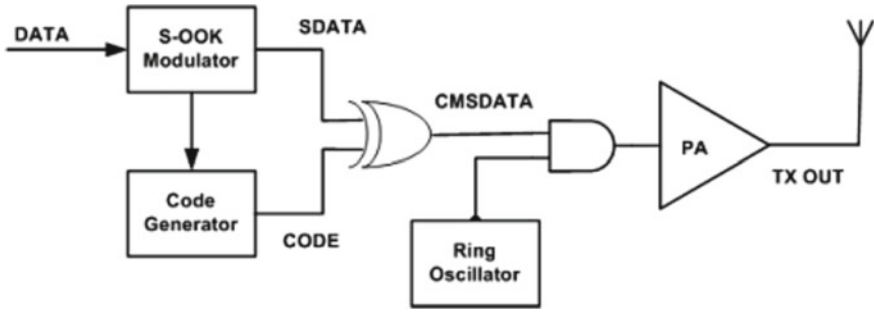 DATA
S-OOK
Modulator
SDATA
CMSDATA
PA
TX OUT
Code
Generator
CODE
Ring
Oscillator